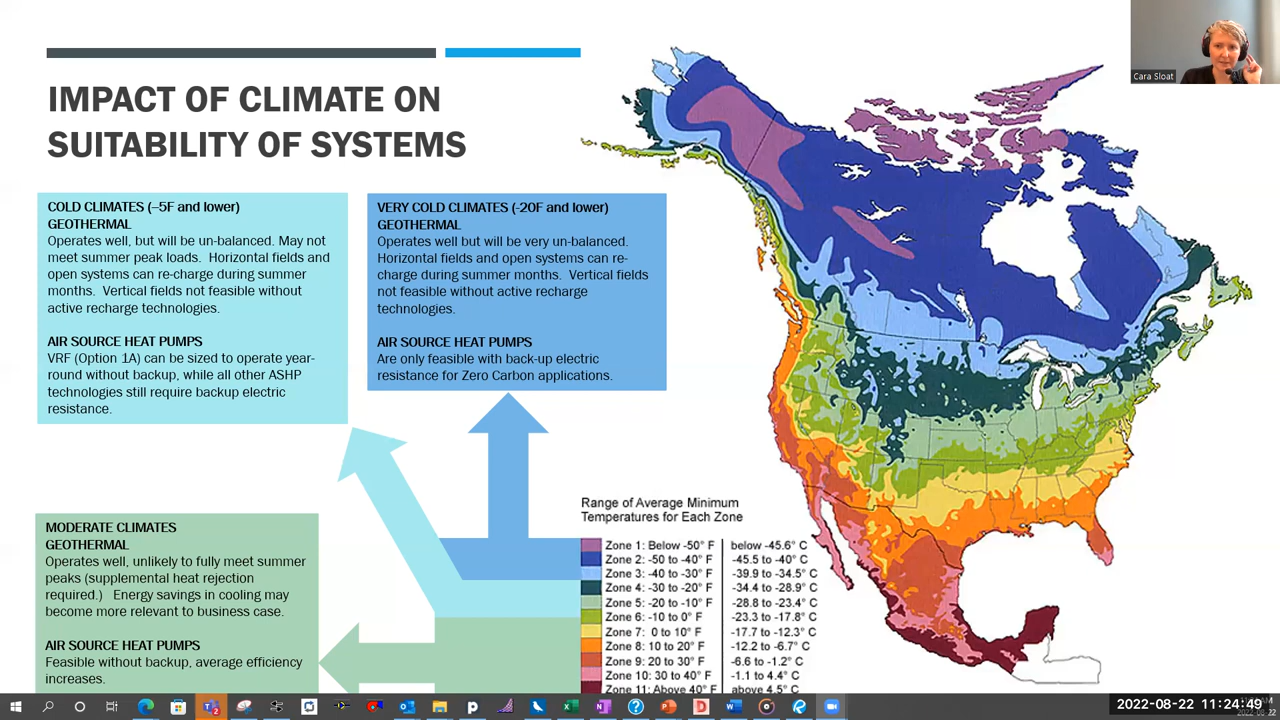 Cara Sloat
IMPACT OF CLIMATE ON
SUITABILITY OF SYSTEMS
COLD CLIMATES (–5F and lower)
GEOTHERMAL
Operates well, but will be un-balanced. May not
meet summer peak loads. Horizontal fields and
open systems can re-charge during summer
months. Vertical fields not feasible without
active recharge technologies.
AIR SOURCE HEAT PUMPS
VRF (Option 1A) can be sized to operate year-
round without backup, while all other ASHP
technologies still require backup electric
resistance.
VERY COLD CLIMATES (-20F and lower)
GEOTHERMAL
Operates well but will be very un-balanced.
Horizontal fields and open systems can re-
charge during summer months. Vertical fields
not feasible without active recharge
technologies.
AIR SOURCE HEAT PUMPS
Are only feasible with back-up electric
resistance for Zero Carbon applications.
MODERATE CLIMATES
GEOTHERMAL
Operates well, unlikely to fully meet summer
peaks (supplemental heat rejection
required.) Energy savings in cooling may
become more relevant to business case.
AIR SOURCE HEAT PUMPS
Feasible without backup, average efficiency
increases.
Range of Average Minimum
Temperatures for Each Zone
Zone 1: Below -50° F below -45.6° C
Zone 2: -50 to -40° F -45.5 to -40° C
Zone 3: -40 to -30° F -39.9 to -34.5° C
Zone 4: -30 to -20° F -34.4 to -28.9° C
Zone 5: -20 to -10° F -28.8 to -23.4° C
Zone 6: -10 to 0° F -23.3 to -17.8° C
Zone 7: 0 to 10° F -17.7 to -12.3° C
Zone 8: 10 to 20° F -12.2 to -6.7° C
Zone 9: 20 to 30° F -6.6 to -1.2° C
Zone 10: 30 to 40° F -1.1 to 4.4° C
Zone 11: Above 40° F above 4.5° C
2022-08-22 11:24:49
2022-08-22